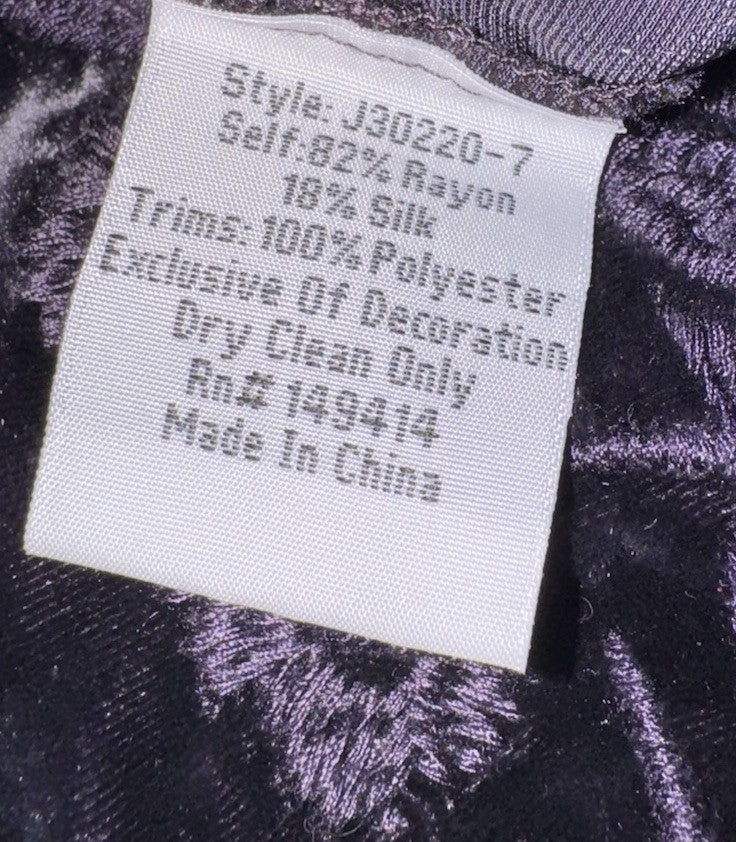 Style: J30220-7
Self:82% Rayon
18% Silk
Trims: 100% Polyester
Exclusive Of Decoration
Dry Clean Only
Rn# 149414
Made In China